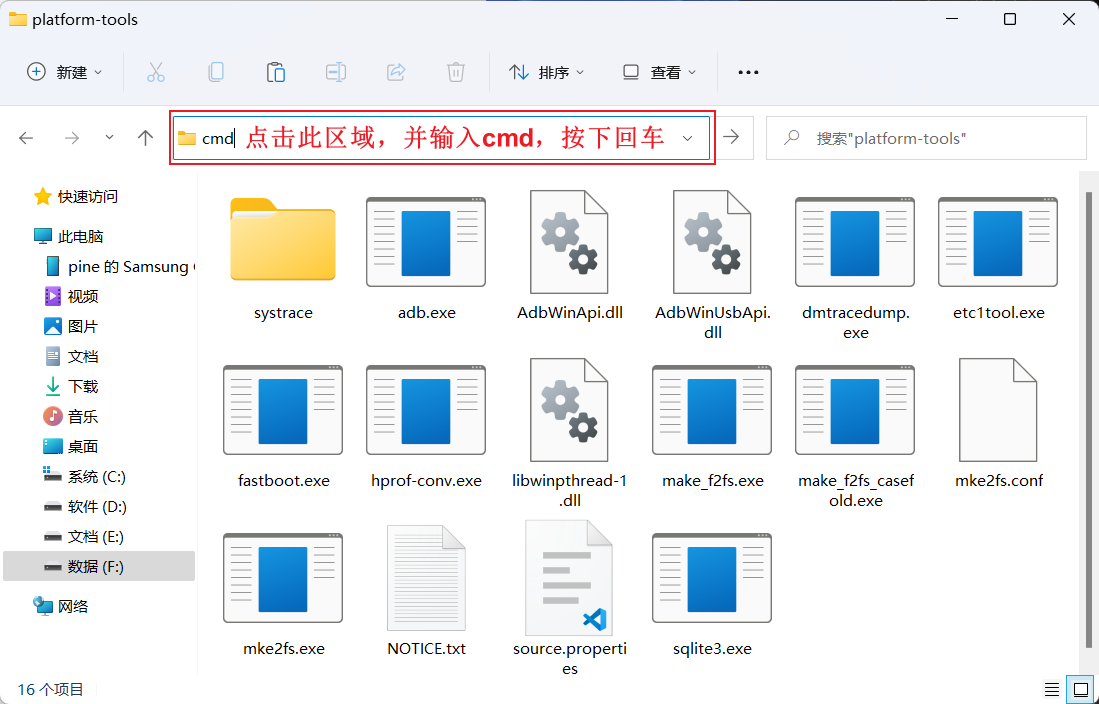 platform-tools
新建
排序
查看
cmd 点击此区域，并输入cmd，按下回车
搜索"platform-tools"
快速访问
此电脑
pine 的 Samsung
视频
图片
文档
下载
音乐
桌面
系统 (C:)
软件 (D:)
文档 (E:)
数据 (F:)
网络
systrace
adb.exe
AdbWinApi.dll
AdbWinUsbApi.
dll
dmtracedump.
exe
etc1tool.exe
fastboot.exe
hprof-conv.exe
libwinpthread-1
.dll
make_f2fs.exe
make_f2fs_casef
old.exe
mke2fs.conf
mke2fs.exe
NOTICE.txt
source.properti
es
sqlite3.exe
16 个项目